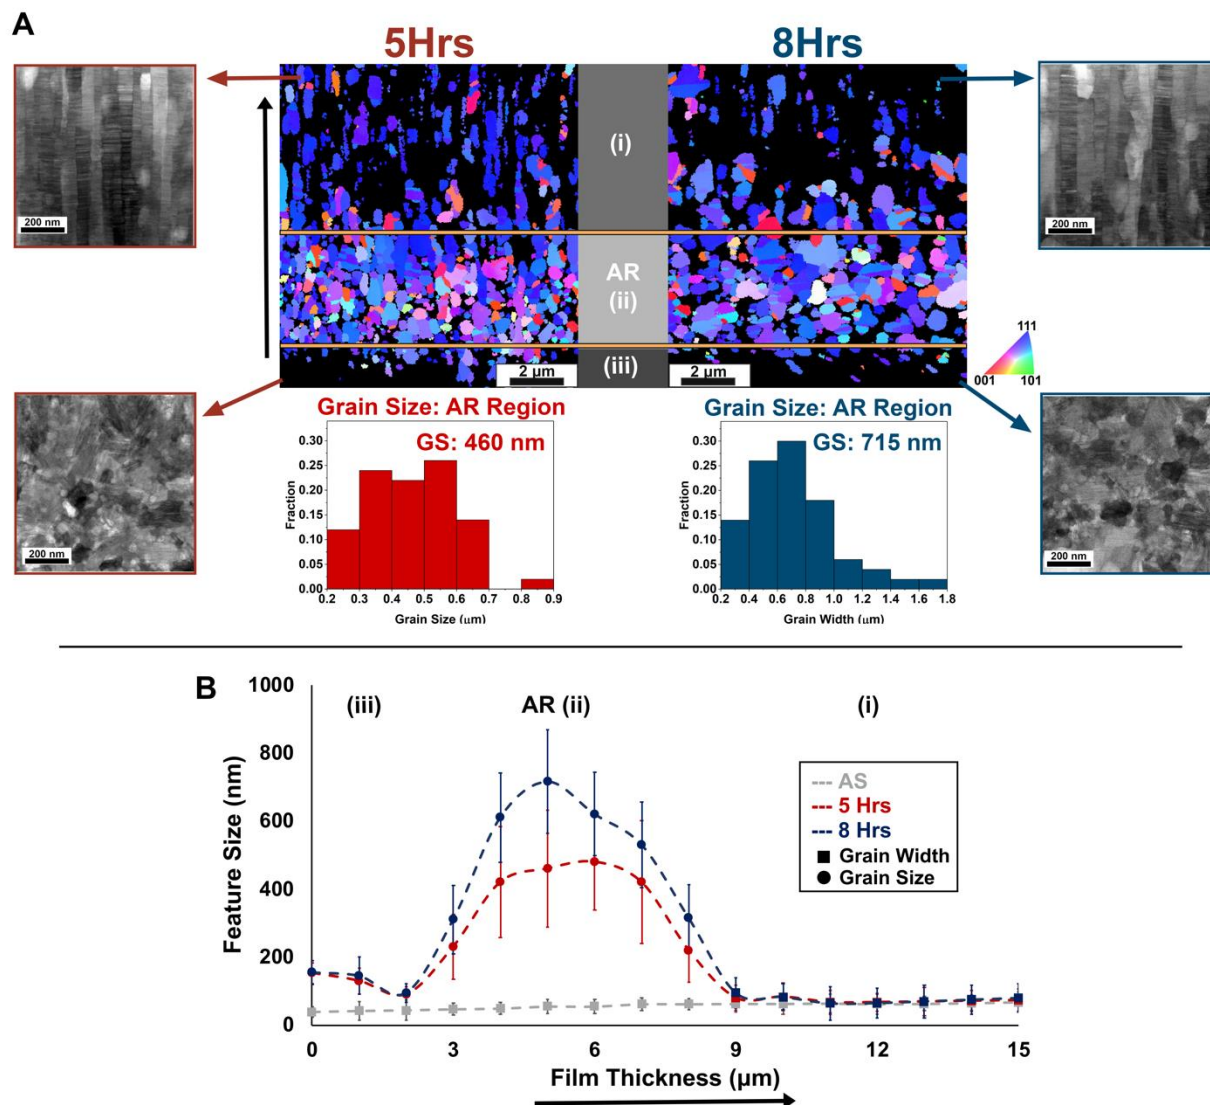 A
5Hrs
8Hrs
(i)
200 nm
200 nm
AR
(ii)
111
(iii)
2 µm
2 µm
001
101
Grain Size: AR Region
Grain Size: AR Region
GS: 460 nm
GS: 715 nm
0.30
0.25
0.20
0.15
0.10
0.05
0.00
Fraction
0.2 0.3 0.4 0.5 0.6 0.7 0.8 0.9
Grain Size (µm)
0.30
0.25
0.20
0.15
0.10
0.05
0.00
Fraction
0.2 0.4 0.6 0.8 1.0 1.2 1.4 1.6 1.8
Grain Width (µm)
200 nm
200 nm
B
1000
800
600
400
200
0
Feature Size (nm)
(iii)
AR (ii)
(i)
AS
5 Hrs
8 Hrs
Grain Width
Grain Size
0 3 6 9 12 15
Film Thickness (µm)